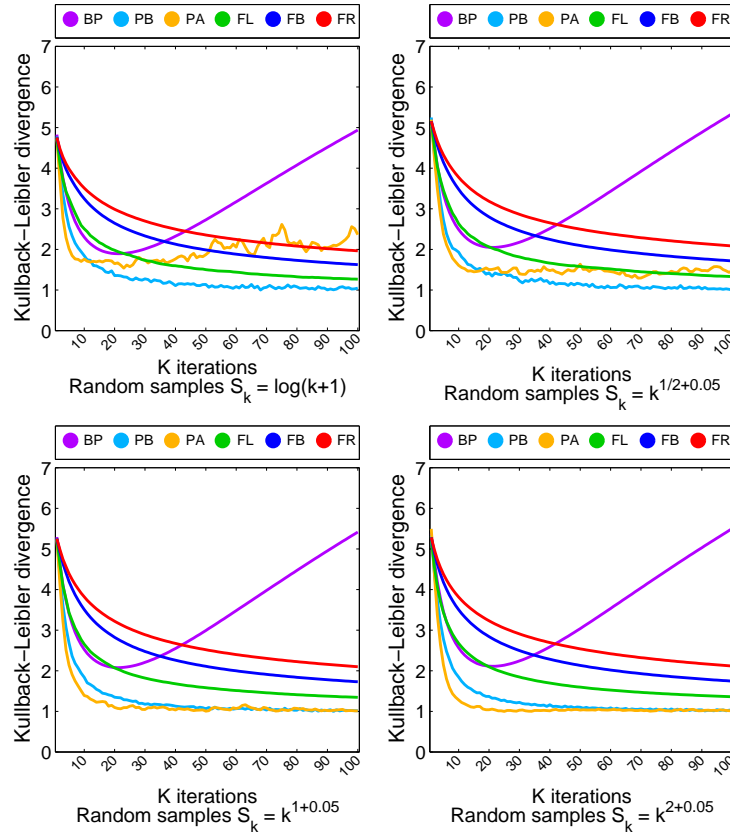 BP PB PA FL FB FR
Kullback−Leibler divergence
7
6
5
4
3
2
1
0
10 20 30 40 50 60 70 80 90 100
K iterations
Random samples S_k = log(k+1)
BP PB PA FL FB FR
Kullback−Leibler divergence
7
6
5
4
3
2
1
0
10 20 30 40 50 60 70 80 90 100
K iterations
Random samples S_k = k^1/2+0.05
BP PB PA FL FB FR
Kullback−Leibler divergence
7
6
5
4
3
2
1
0
10 20 30 40 50 60 70 80 90 100
K iterations
Random samples S_k = k^1+0.05
BP PB PA FL FB FR
Kullback−Leibler divergence
7
6
5
4
3
2
1
0
10 20 30 40 50 60 70 80 90 100
K iterations
Random samples S_k = k^2+0.05